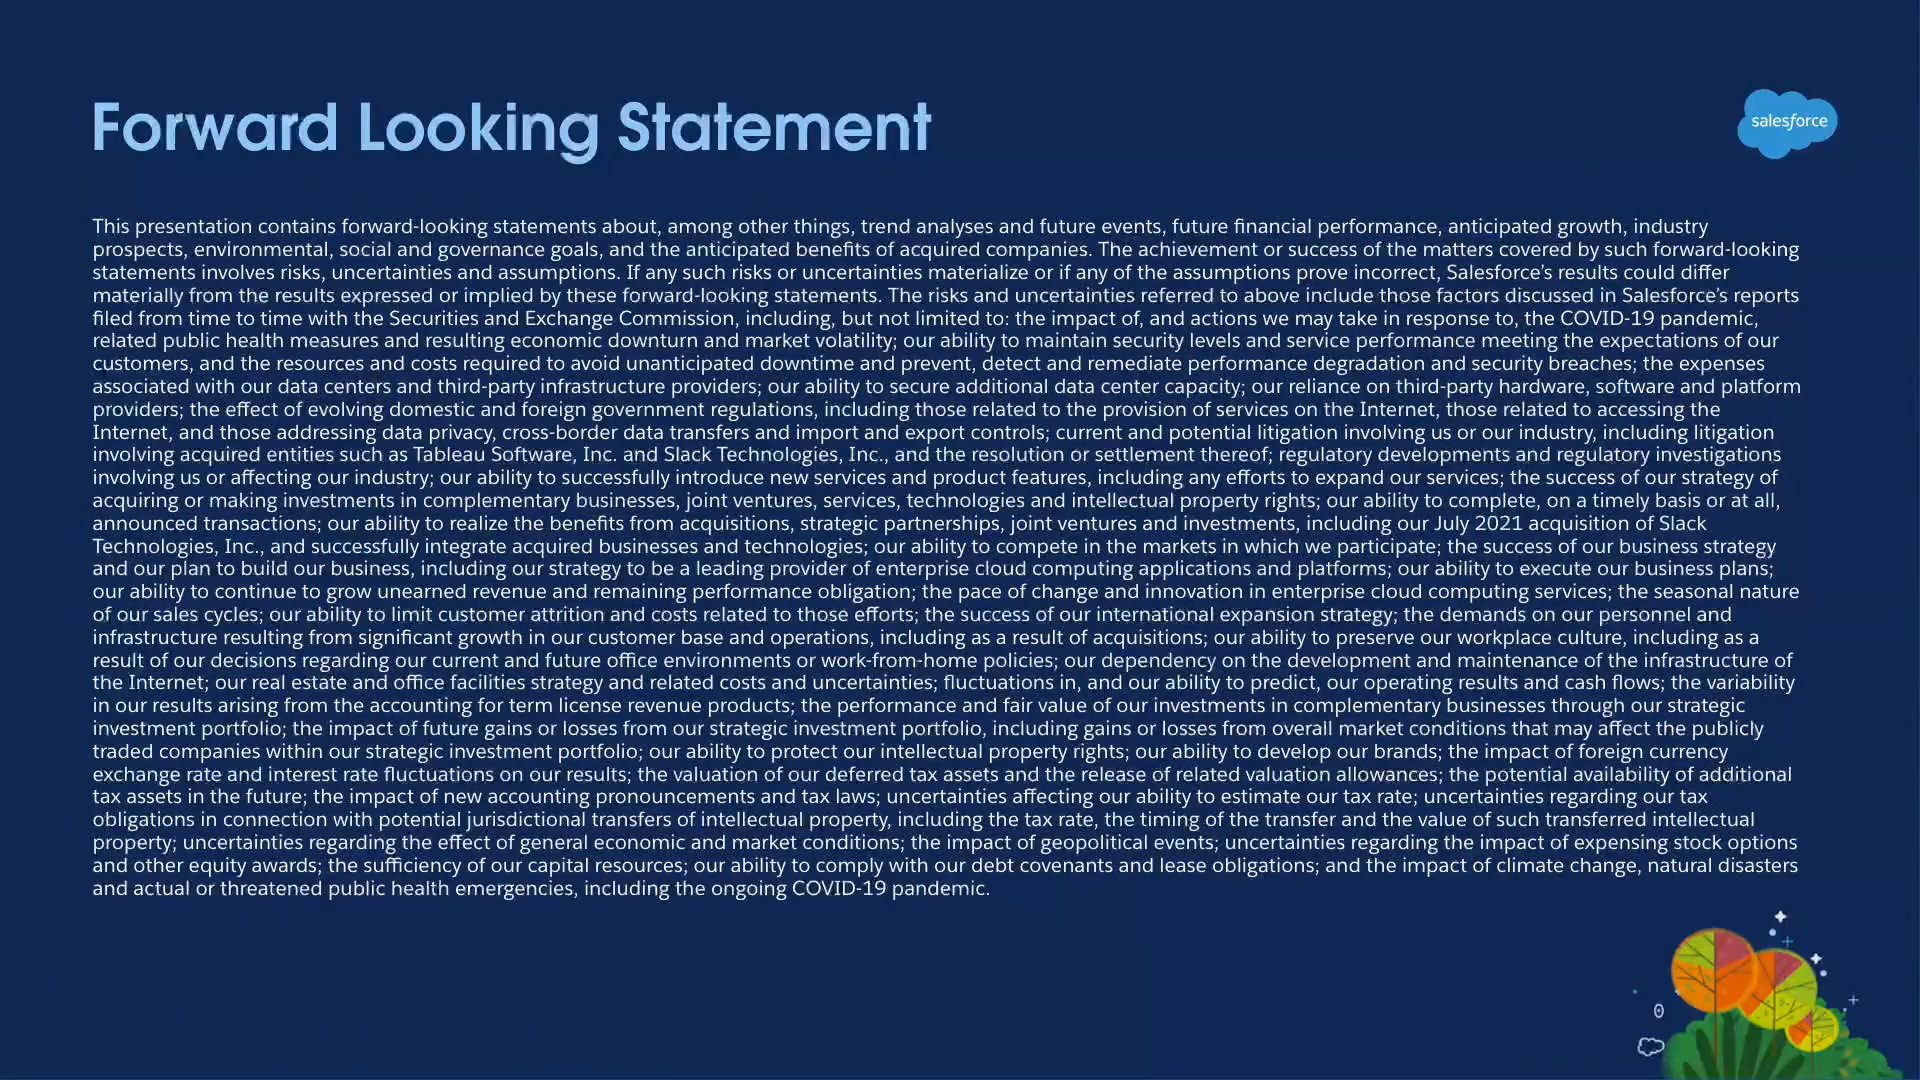 Forward Looking Statement
salesforce
This presentation contains forward-looking statements about, among other things, trend analyses and future events, future financial performance, anticipated growth, industry
prospects, environmental, social and governance goals, and the anticipated benefits of acquired companies. The achievement or success of the matters covered by such forward-looking
statements involves risks, uncertainties and assumptions. If any such risks or uncertainties materialize or if any of the assumptions prove incorrect, Salesforce’s results could differ
materially from the results expressed or implied by these forward-looking statements. The risks and uncertainties referred to above include those factors discussed in Salesforce’s reports
filed from time to time with the Securities and Exchange Commission, including, but not limited to: the impact of, and actions we may take in response to, the COVID-19 pandemic,
related public health measures and resulting economic downturn and market volatility; our ability to maintain security levels and service performance meeting the expectations of our
customers, and the resources and costs required to avoid unanticipated downtime and prevent, detect and remediate performance degradation and security breaches; the expenses
associated with our data centers and third-party infrastructure providers; our ability to secure additional data center capacity; our reliance on third-party hardware, software and platform
providers; the effect of evolving domestic and foreign government regulations, including those related to the provision of services on the Internet, those related to accessing the
Internet, and those addressing data privacy, cross-border data transfers and import and export controls; current and potential litigation involving us or our industry, including litigation
involving acquired entities such as Tableau Software, Inc. and Slack Technologies, Inc., and the resolution or settlement thereof; regulatory developments and regulatory investigations
involving us or affecting our industry; our ability to successfully introduce new services and product features, including any efforts to expand our services; the success of our strategy of
acquiring or making investments in complementary businesses, joint ventures, services, technologies and intellectual property rights; our ability to complete, on a timely basis or at all,
announced transactions; our ability to realize the benefits from acquisitions, strategic partnerships, joint ventures and investments, including our July 2021 acquisition of Slack
Technologies, Inc., and successfully integrate acquired businesses and technologies; our ability to compete in the markets in which we participate; the success of our business strategy
and our plan to build our business, including our strategy to be a leading provider of enterprise cloud computing applications and platforms; our ability to execute our business plans;
our ability to continue to grow unearned revenue and remaining performance obligation; the pace of change and innovation in enterprise cloud computing services; the seasonal nature
of our sales cycles; our ability to limit customer attrition and costs related to those efforts; the success of our international expansion strategy; the demands on our personnel and
infrastructure resulting from significant growth in our customer base and operations, including as a result of acquisitions; our ability to preserve our workplace culture, including as a
result of our decisions regarding our current and future office environments or work-from-home policies; our dependency on the development and maintenance of the infrastructure of
the Internet; our real estate and office facilities strategy and related costs and uncertainties; fluctuations in, and our ability to predict, our operating results and cash flows; the variability
in our results arising from the accounting for term license revenue products; the performance and fair value of our investments in complementary businesses through our strategic
investment portfolio; the impact of future gains or losses from our strategic investment portfolio, including gains or losses from overall market conditions that may affect the publicly
traded companies within our strategic investment portfolio; our ability to protect our intellectual property rights; our ability to develop our brands; the impact of foreign currency
exchange rate and interest rate fluctuations on our results; the valuation of our deferred tax assets and the release of related valuation allowances; the potential availability of additional
tax assets in the future; the impact of new accounting pronouncements and tax laws; uncertainties affecting our ability to estimate our tax rate; uncertainties regarding our tax
obligations in connection with potential jurisdictional transfers of intellectual property, including the tax rate, the timing of the transfer and the value of such transferred intellectual
property; uncertainties regarding the effect of general economic and market conditions; the impact of geopolitical events; uncertainties regarding the impact of expensing stock options
and other equity awards; the sufficiency of our capital resources; our ability to comply with our debt covenants and lease obligations; and the impact of climate change, natural disasters
and actual or threatened public health emergencies, including the ongoing COVID-19 pandemic.